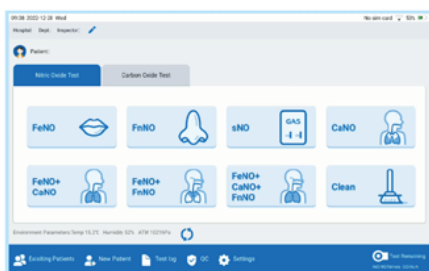 09:38 2022-12-28 Wed No sim card 50%
Hospital: Dept: Inspector:
Patient:
Nitric Oxide Test Carbon Oxide Test
FeNO FnNO sNO GAS CaNO
FeNO+ CaNO FeNO+ FnNO FeNO+ CaNO+ FnNO Clean
Environment Parameters:Temp 19.2℃ Humidity 52% ATM 1021hPa
Existing Patients New Patient Test log QC Settings Test Remaining